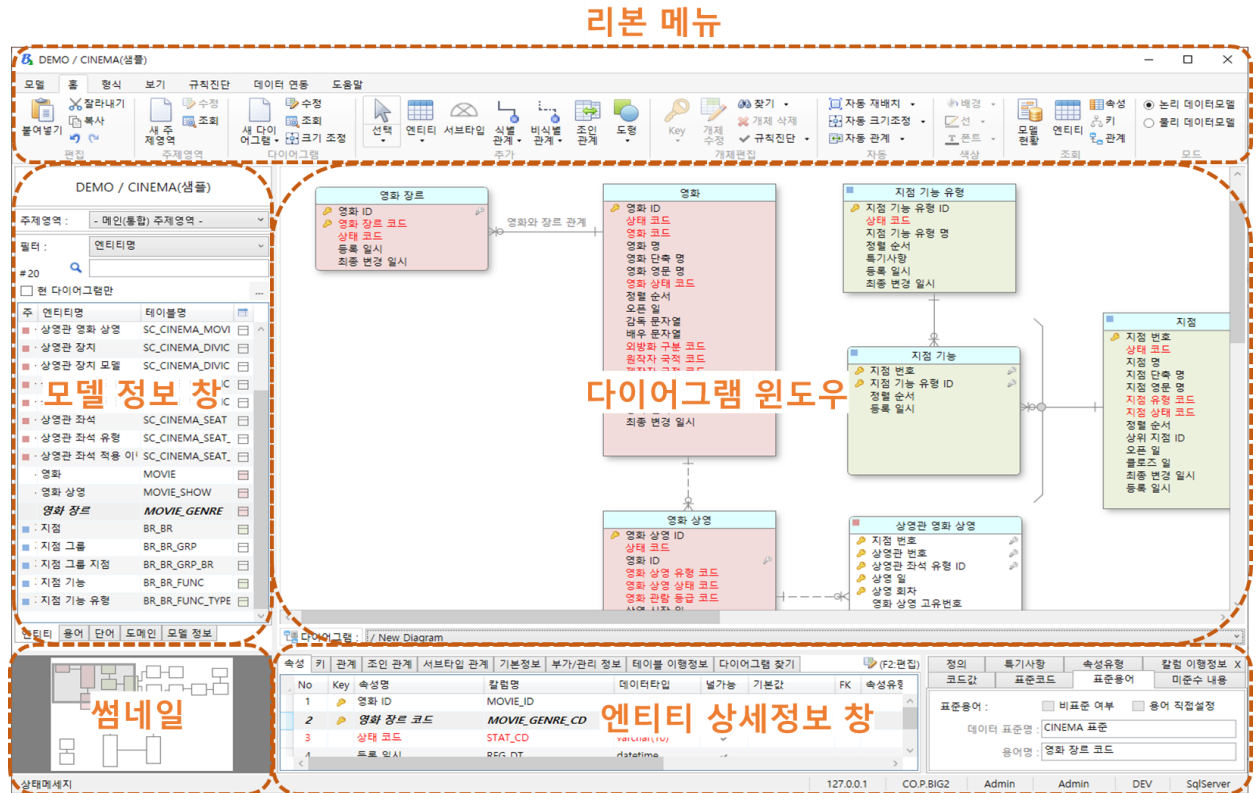 리본 메뉴
DEMO / CINEMA(샘플)
모델 홈 형식 보기 규칙진단 데이터 연동 도움말
붙여넣기 잘라내기 복사
편집
새 주제영역 수정 조회
주제영역
새 다이어그램 수정 조회 크기 조정
다이어그램
선택 엔티티 서브타입 식별 관계 비식별 관계 조인 관계 도형
추가
Key 개체 수정 찾기 개체 삭제 규칙진단
개체편집
자동 재배치 자동 크기조정 자동 관계
자동
배경 선 폰트
색상
모델 현황 엔티티 속성 키 관계
조회
논리 데이터모델
물리 데이터모델
모드
DEMO / CINEMA(샘플)
주제영역 : - 메인(통합) 주제영역 -
필터 : 엔티티명
#20
현 다이어그램만 ...
주 엔티티명 테이블명
상영관 영화 상영 SC_CINEMA_MOVI
상영관 장치 SC_CINEMA_DIVIC
상영관 장치 모델 SC_CINEMA_DIVIC
모델 정보 창
상영관 좌석 SC_CINEMA_SEAT
상영관 좌석 유형 SC_CINEMA_SEAT_
상영관 좌석 적용 이 SC_CINEMA_SEAT_
영화 MOVIE
영화 상영 MOVIE_SHOW
영화 장르 MOVIE_GENRE
지점 BR_BR
지점 그룹 BR_BR_GRP
지점 그룹 지점 BR_BR_GRP_BR
지점 기능 BR_BR_FUNC
지점 기능 유형 BR_BR_FUNC_TYPE
엔티티 용어 단어 도메인 모델 정보
썸네일
상태메세지
다이어그램 윈도우
영화 장르
영화 ID
영화 장르 코드
상태 코드
등록 일시
최종 변경 일시
영화와 장르 관계
영화
영화 ID
상태 코드
영화 코드
영화 명
영화 단축 명
영화 영문 명
영화 상태 코드
정렬 순서
오픈 일
감독 문자열
배우 문자열
외방화 구분 코드
원작자 국적 코드
최종 변경 일시
지점 기능 유형
지점 기능 유형 ID
상태 코드
지점 기능 유형 명
정렬 순서
특기사항
등록 일시
최종 변경 일시
지점 기능
지점 번호
지점 기능 유형 ID
정렬 순서
등록 일시
지점
지점 번호
상태 코드
지점 명
지점 단축 명
지점 영문 명
지점 유형 코드
지점 상태 코드
정렬 순서
상위 지점 ID
오픈 일
클로즈 일
최종 변경 일시
등록 일시
영화 상영
영화 상영 ID
상태 코드
영화 ID
영화 상영 유형 코드
영화 상영 상태 코드
영화 관람 등급 코드
상영 시작 일
상영관 영화 상영
지점 번호
상영관 번호
상영관 좌석 유형 ID
상영 일
상영 회차
영화 상영 고유번호
다이어그램 : / New Diagram
속성 키 관계 조인 관계 서브타입 관계 기본정보 부가/관리 정보 테이블 이행정보 다이어그램 찾기 (F2:편집)
No Key 속성명 칼럼명 데이터타입 널가능 기본값 FK 속성유형
1 영화 ID MOVIE_ID
2 영화 장르 코드 MOVIE_GENRE_CD
3 상태 코드 STAT_CD varchar(10)
4 등록 일시 REG_DT datetime
엔티티 상세정보 창
정의 특기사항 속성유형 칼럼 이행정보 X
코드값 표준코드 표준용어 미준수 내용
표준용어 : 비표준 여부 용어 직접설정
데이터 표준명 : CINEMA 표준
용어명 : 영화 장르 코드
127.0.0.1 CO.P.BIG2 Admin Admin DEV SqlServer